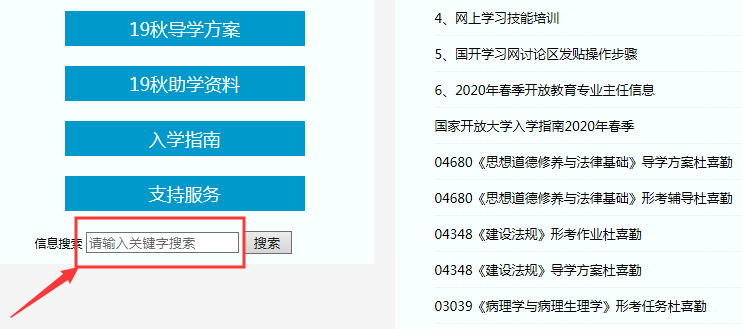 19秋导学方案
19秋助学资料
入学指南
支持服务
信息搜索 请输入关键字搜索 搜索
4、网上学习技能培训
5、国开学习网讨论区发贴操作步骤
6、2020年春季开放教育专业主任信息
国家开放大学入学指南2020年春季
04680《思想道德修养与法律基础》导学方案杜喜勤
04680《思想道德修养与法律基础》形考辅导杜喜勤
04348《建设法规》形考作业杜喜勤
04348《建设法规》导学方案杜喜勤
03039《病理学与病理生理学》形考任务杜喜勤